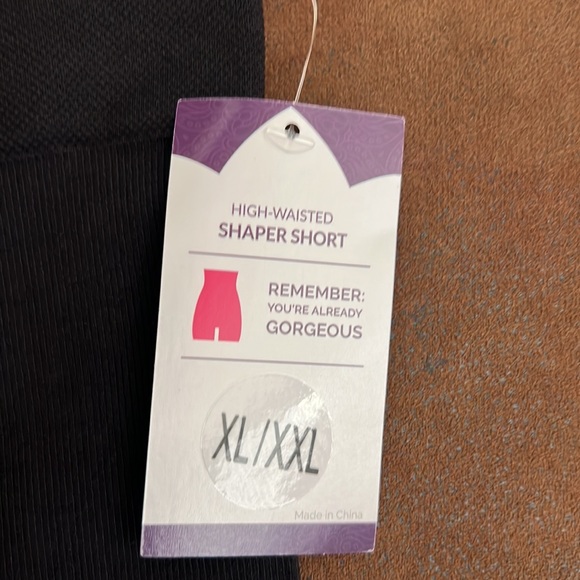 HIGH-WAISTED
SHAPER SHORT
REMEMBER:
YOU'RE ALREADY
GORGEOUS
XL/XXL
Made in China